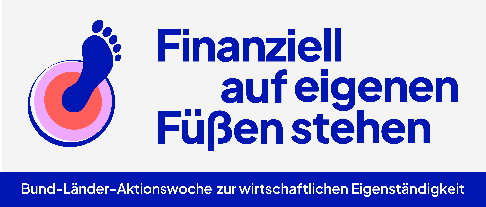 Finanziell
auf eigenen
Füßen stehen
Bund-Länder-Aktionswoche zur wirtschaftlichen Eigenständigkeit